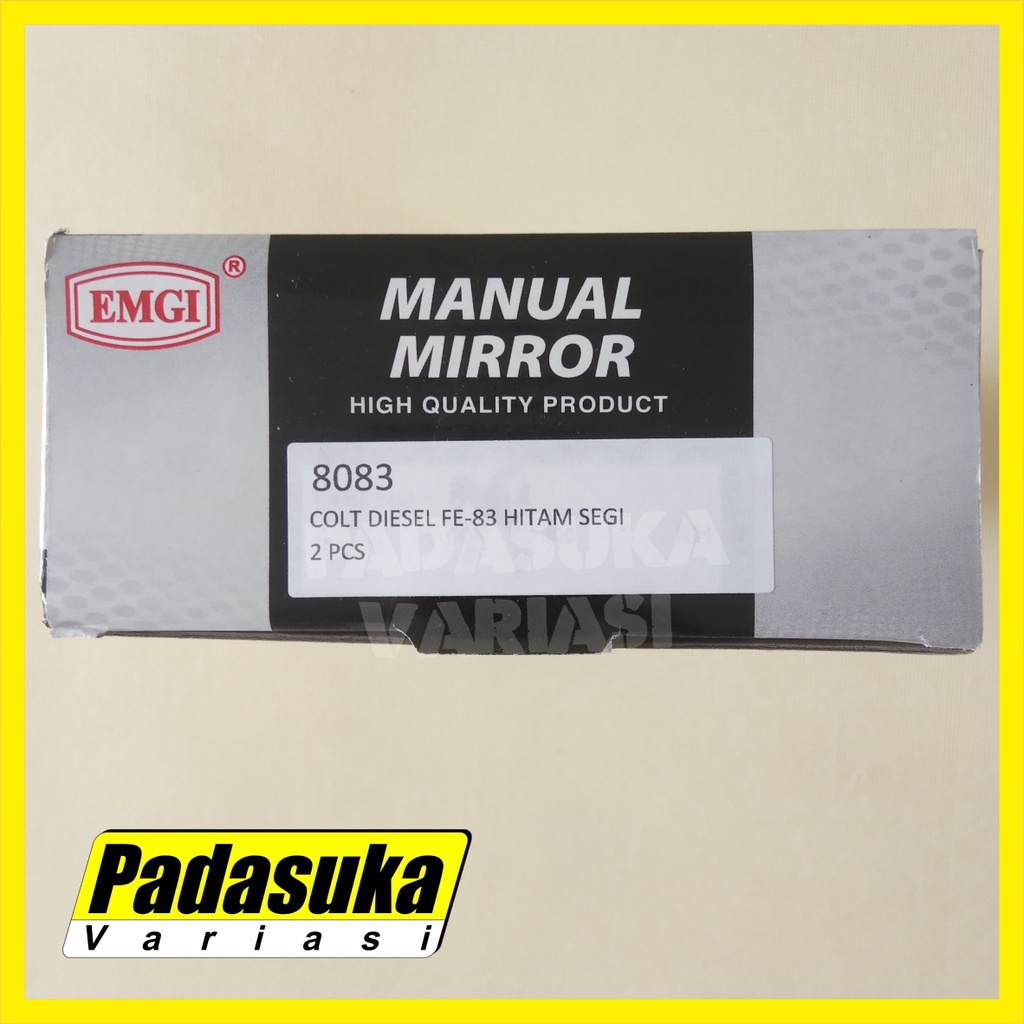 EMGI ®
MANUAL
MIRROR
HIGH QUALITY PRODUCT
8083
COLT DIESEL FE-83 HITAM SEGI
2 PCS
PADASUKA
VARIASI
Padasuka
Variasi